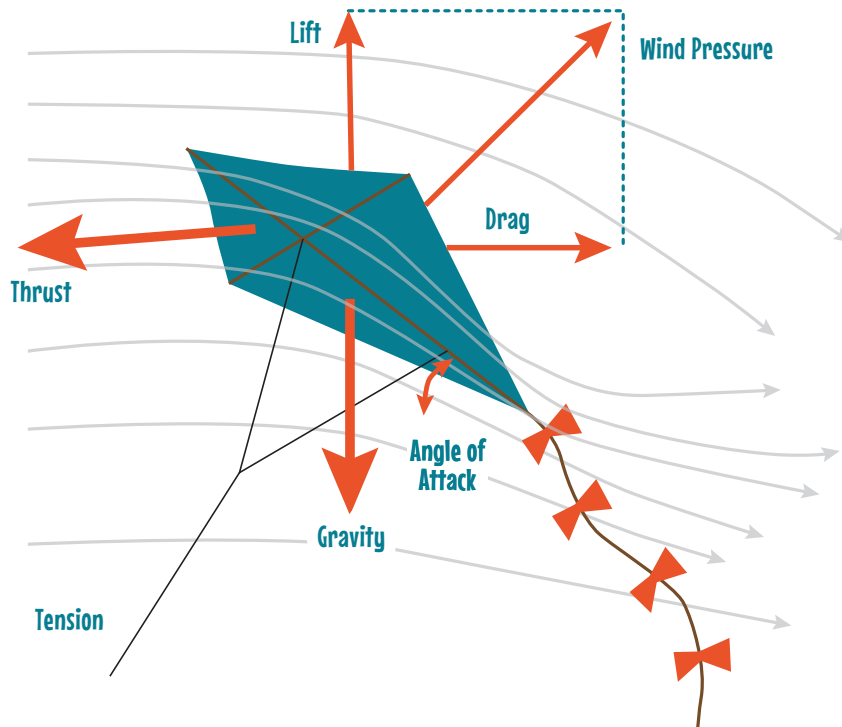 Lift
Wind Pressure
Drag
Thrust
Angle of
Attack
Gravity
Tension